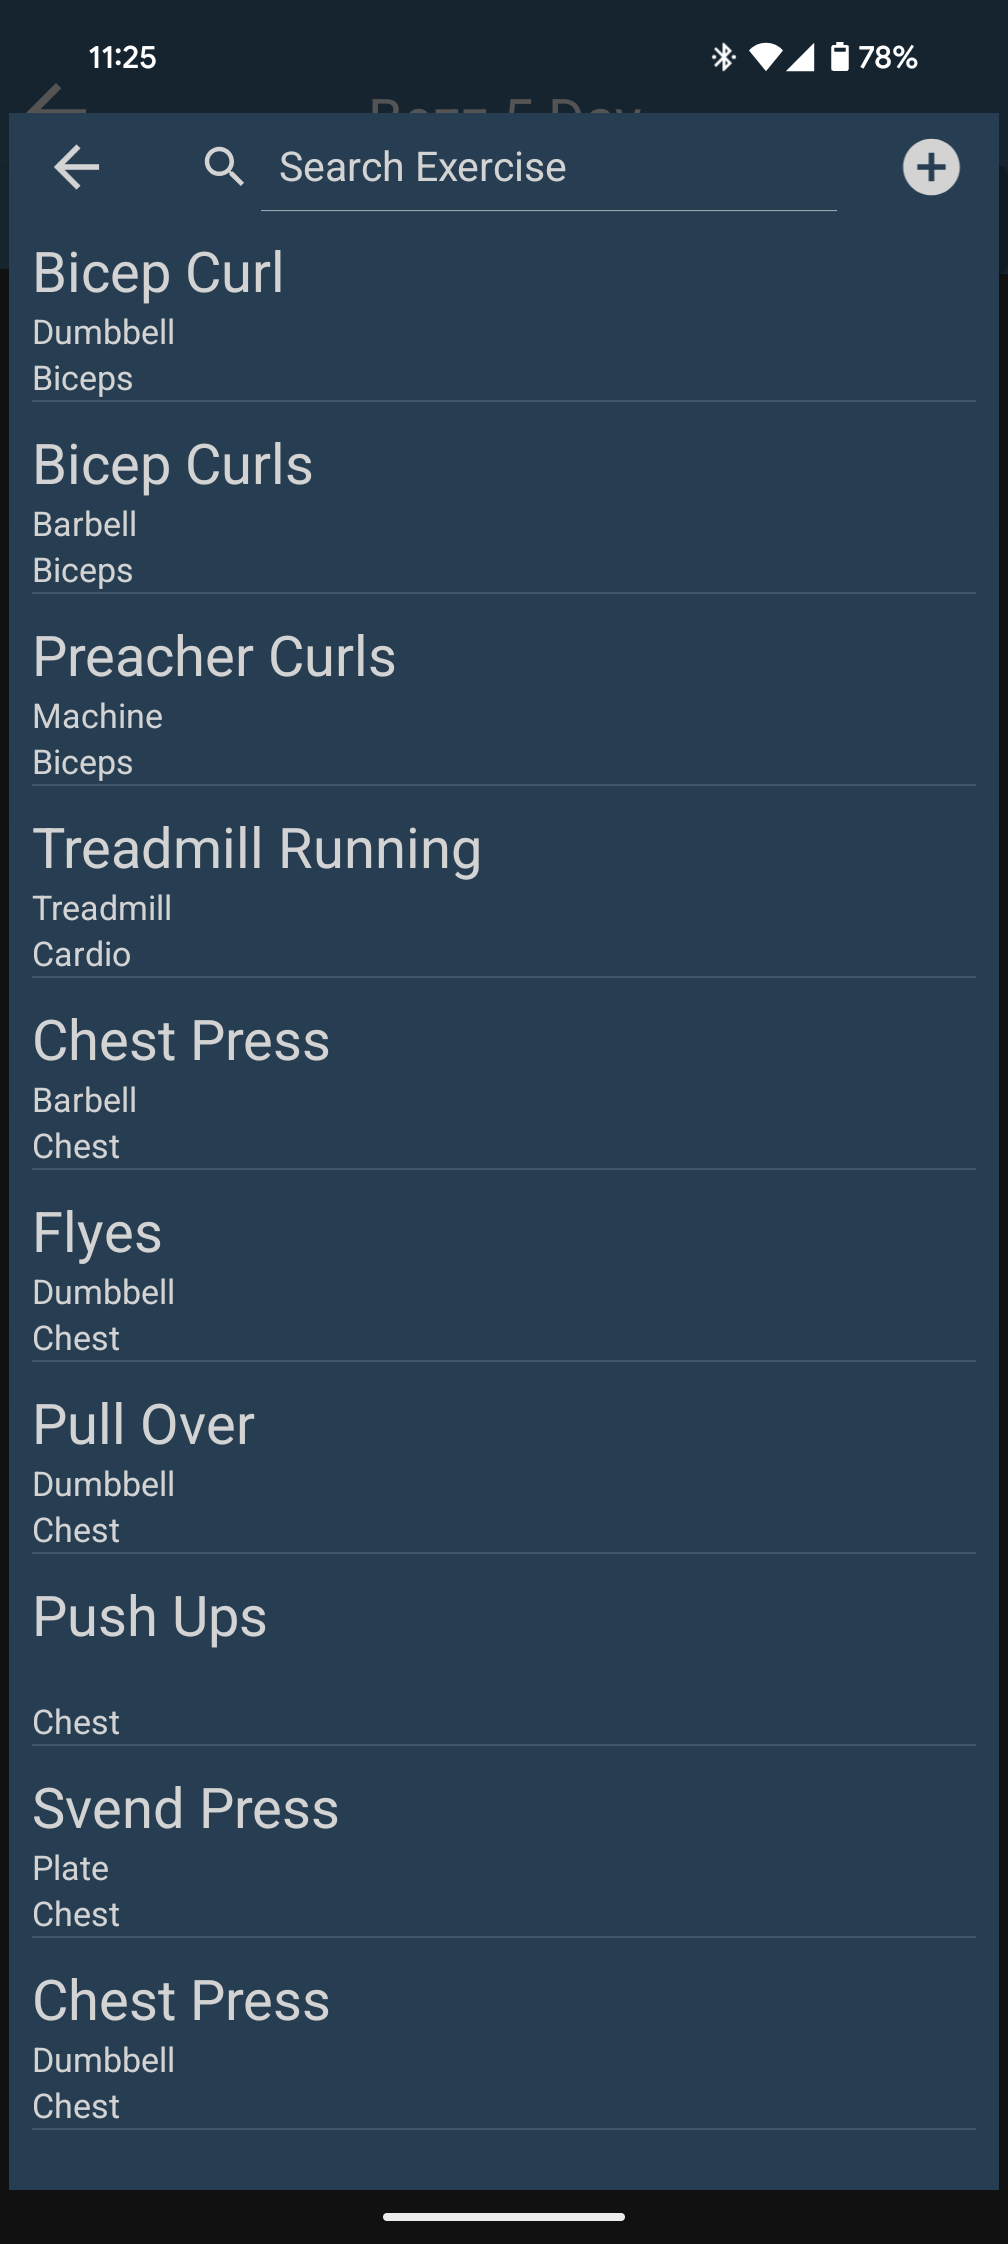 11:25 78%
Search Exercise
Bicep Curl
Dumbbell
Biceps
Bicep Curls
Barbell
Biceps
Preacher Curls
Machine
Biceps
Treadmill Running
Treadmill
Cardio
Chest Press
Barbell
Chest
Flyes
Dumbbell
Chest
Pull Over
Dumbbell
Chest
Push Ups
Chest
Svend Press
Plate
Chest
Chest Press
Dumbbell
Chest